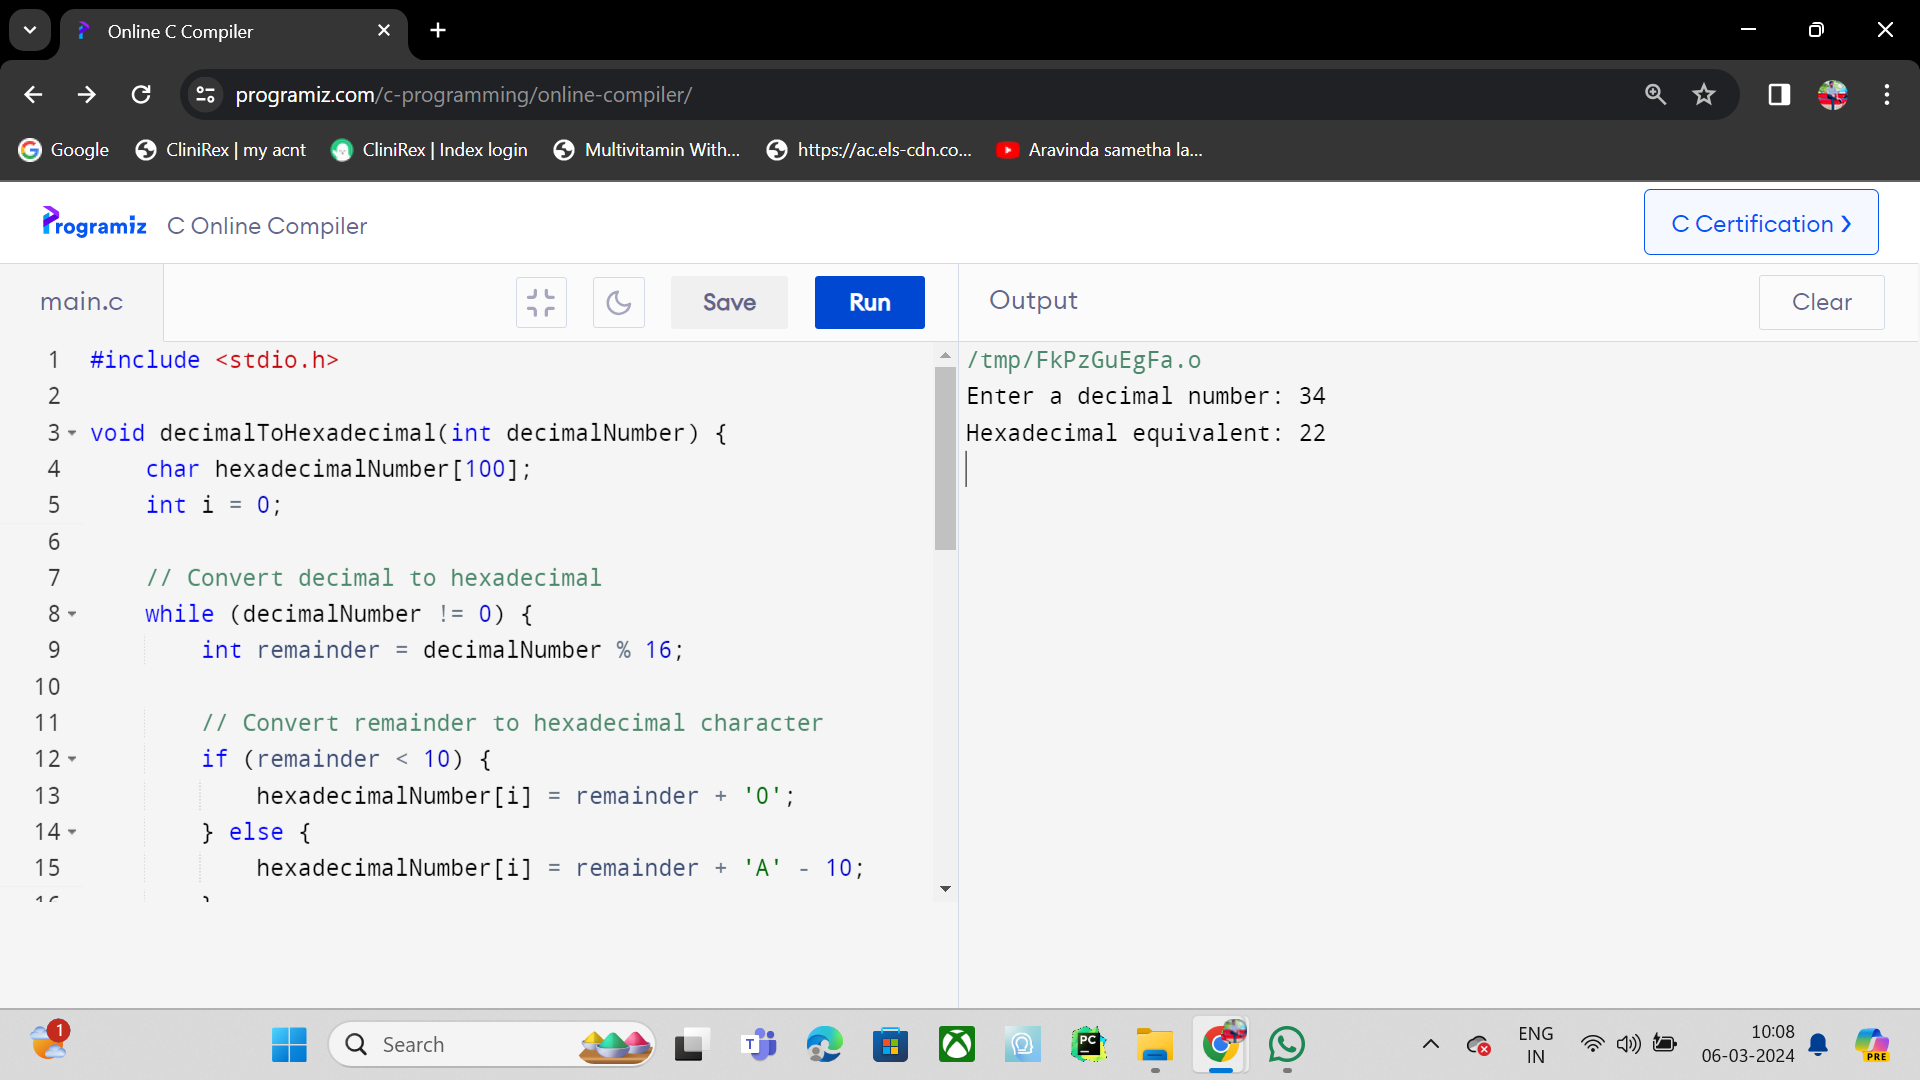 Online C Compiler
programiz.com/c-programming/online-compiler/
Google
CliniRex | my acnt
CliniRex | Index login
Multivitamin With...
https://ac.els-cdn.co...
Aravinda sametha la...
Programiz
C Online Compiler
C Certification ❯
main.c
Save
Run
Output
Clear
1 #include <stdio.h>
2
3 void decimalToHexadecimal(int decimalNumber) {
4 char hexadecimalNumber[100];
5 int i = 0;
6
7 // Convert decimal to hexadecimal
8 while (decimalNumber != 0) {
9 int remainder = decimalNumber % 16;
10
11 // Convert remainder to hexadecimal character
12 if (remainder < 10) {
13 hexadecimalNumber[i] = remainder + '0';
14 } else {
15 hexadecimalNumber[i] = remainder + 'A' - 10;
16 }
/tmp/FkPzGuEgFa.o
Enter a decimal number: 34
Hexadecimal equivalent: 22
1
Search
ENG
IN
10:08
06-03-2024
PRE